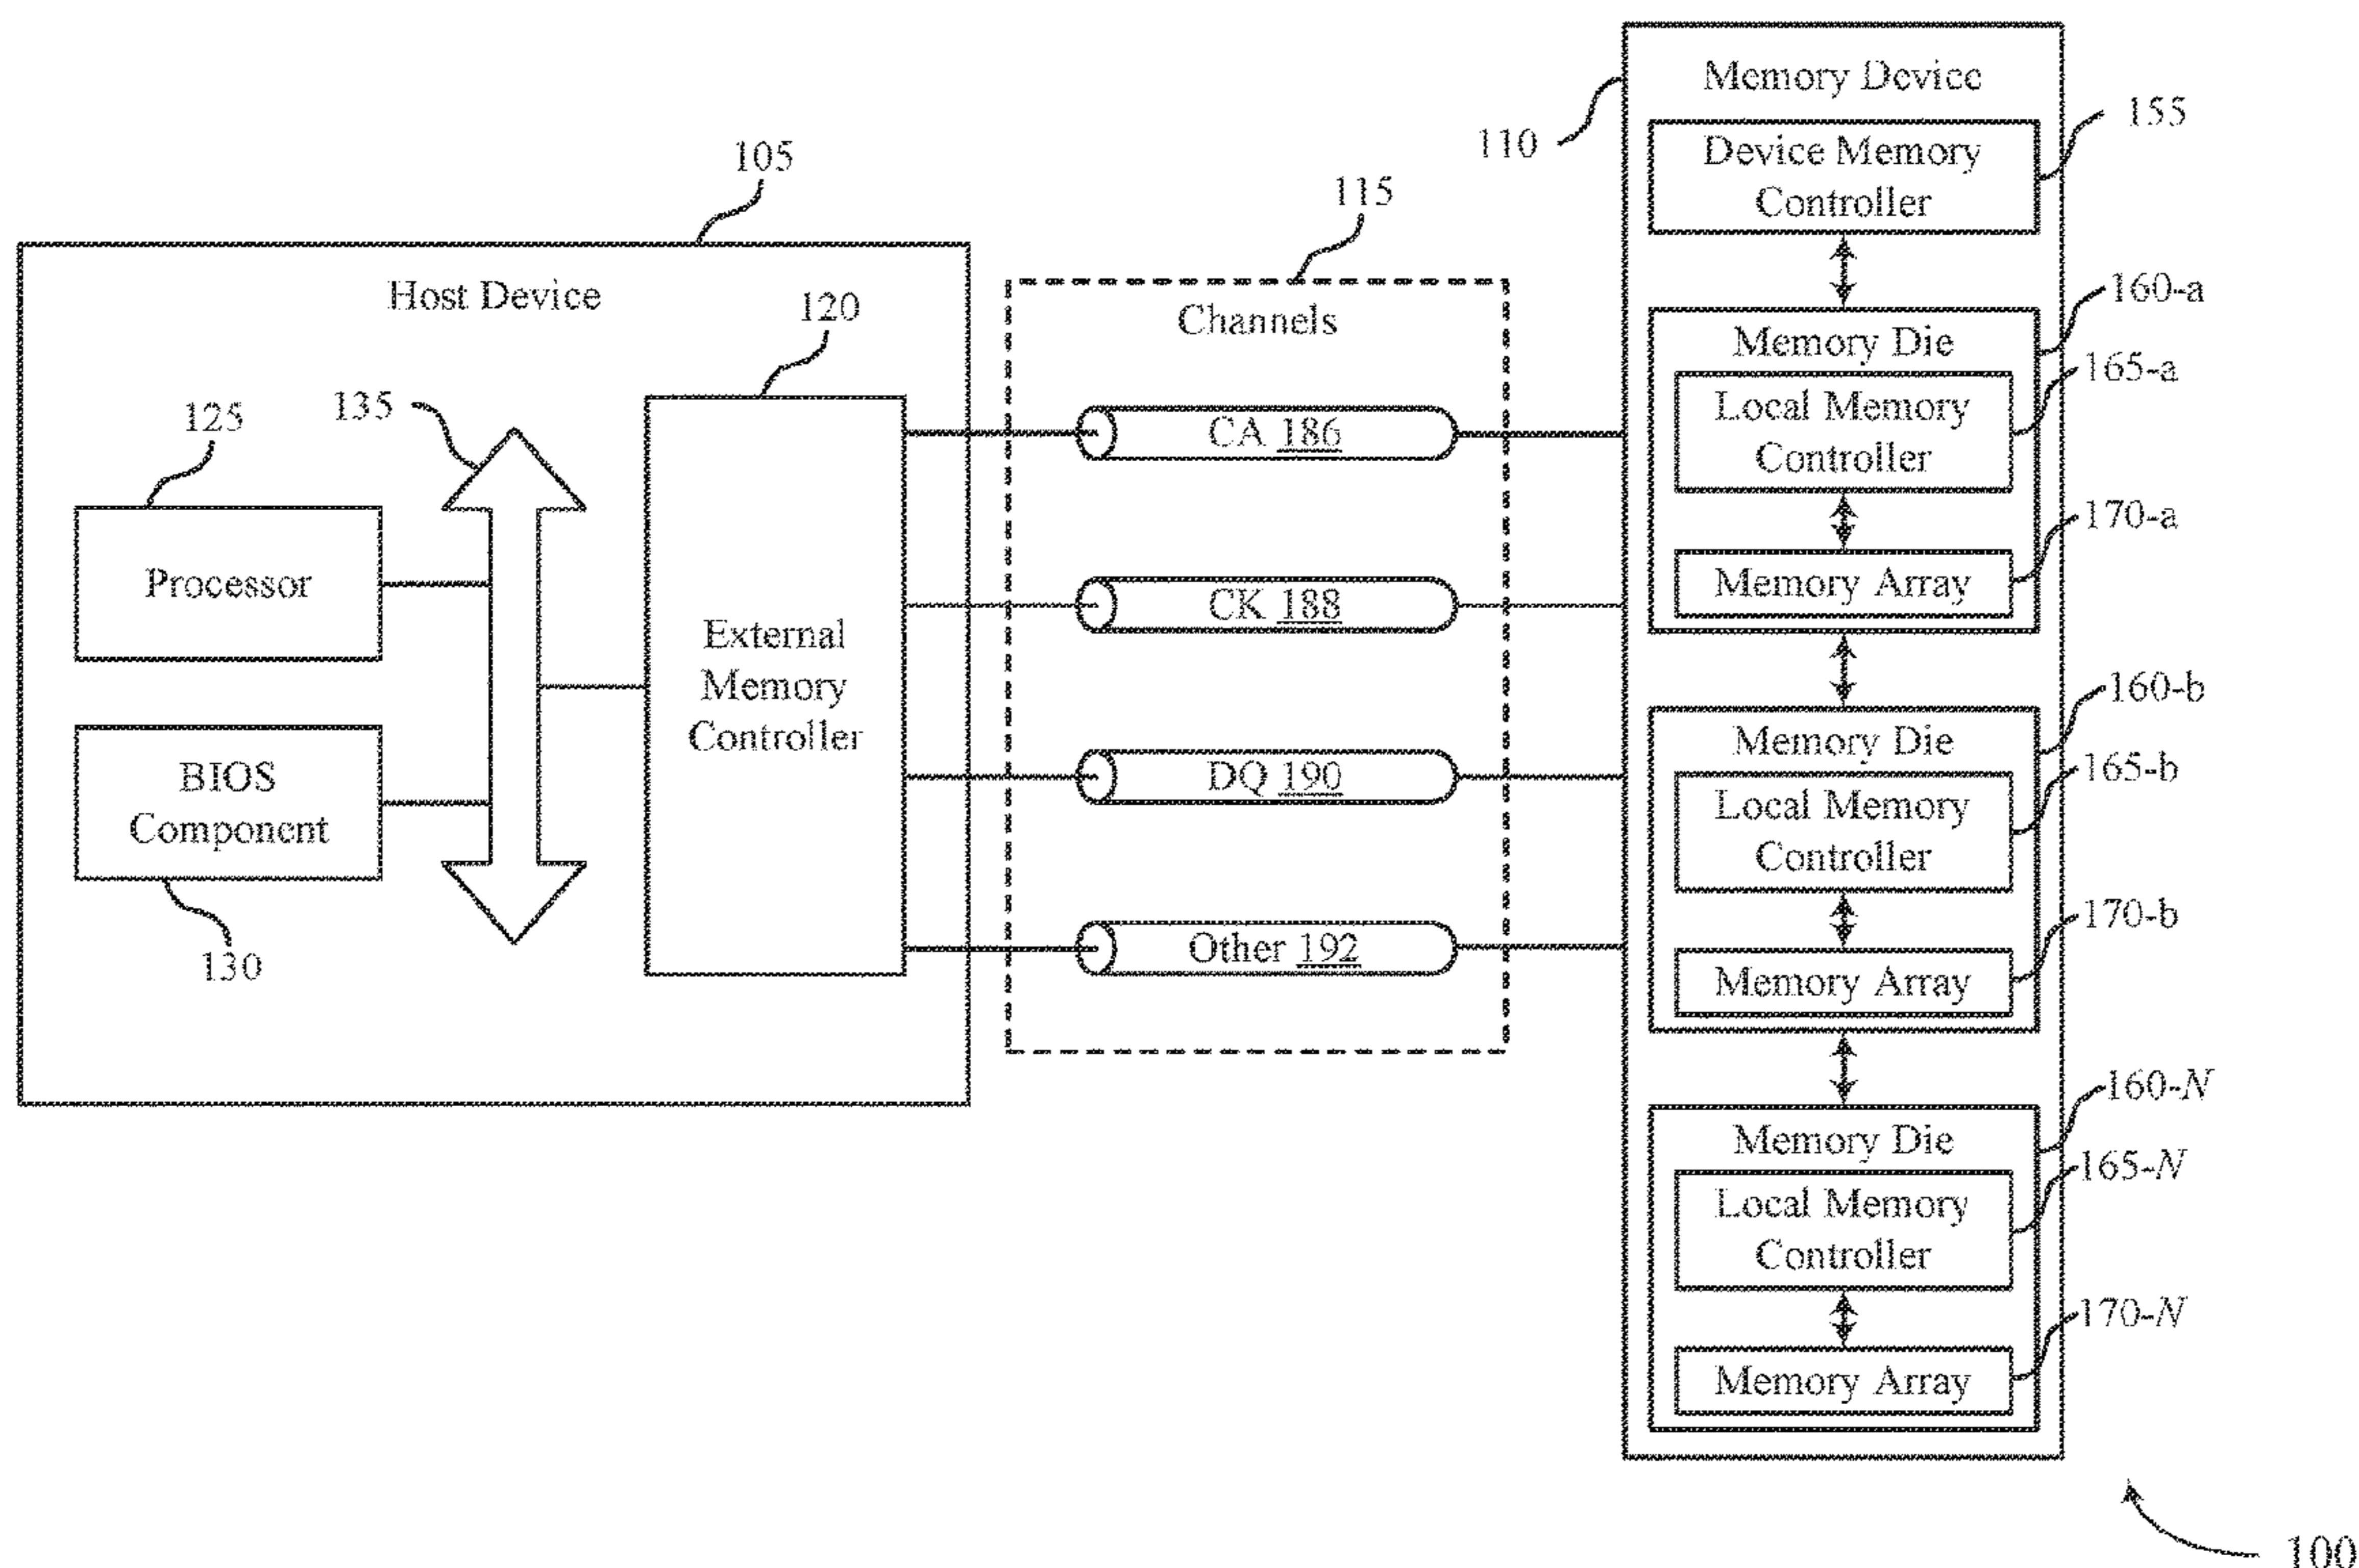 105
Host Device
120
135
125
Processor
BIOS
Component
130
External
Memory
Controller
115
Channels
CA 186
CK 188
DQ 190
Other 192
110
Memory Device
155
Device Memory
Controller
160-a
Memory Die
165-a
Local Memory
Controller
170-a
Memory Array
160-b
Memory Die
165-b
Local Memory
Controller
170-b
Memory Array
160-N
Memory Die
165-N
Local Memory
Controller
170-N
Memory Array
100